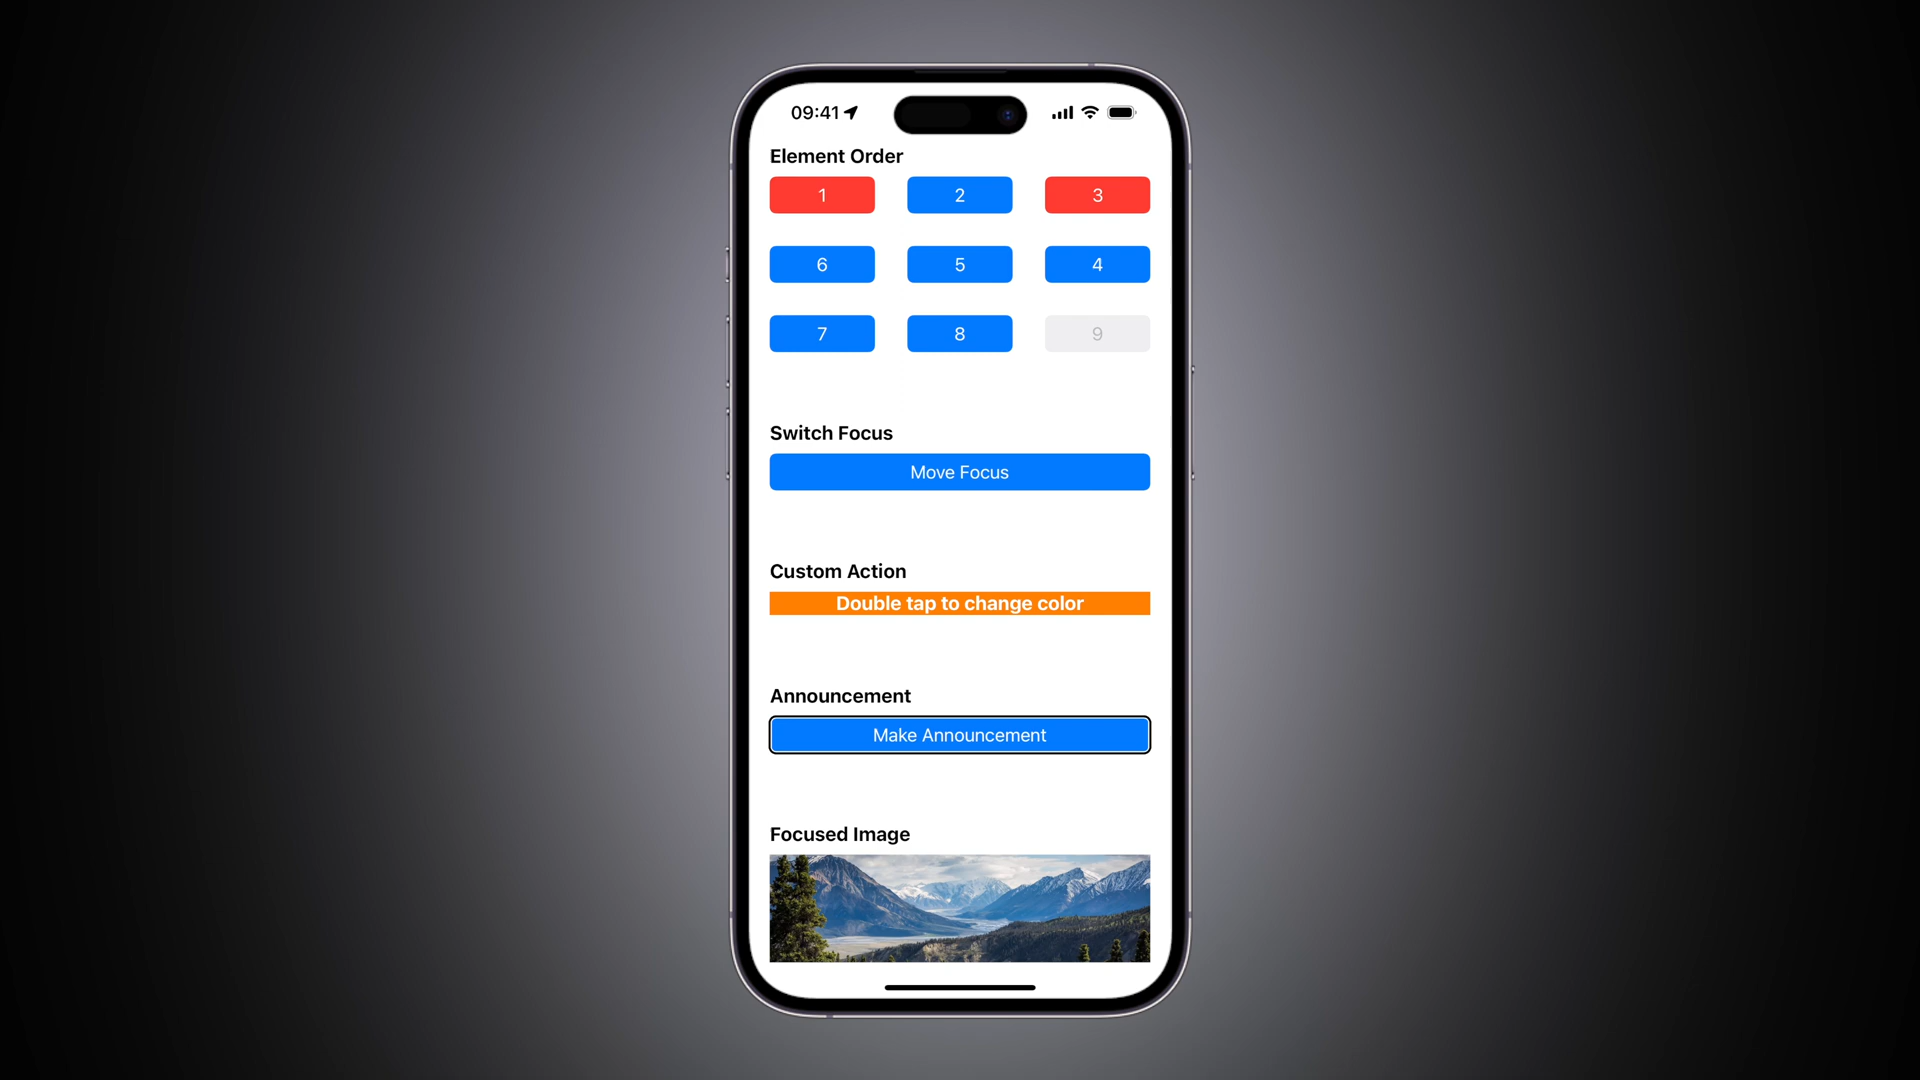 09:41
Element Order
1 2 3
6 5 4
7 8 9
Switch Focus
Move Focus
Custom Action
Double tap to change color
Announcement
Make Announcement
Focused Image